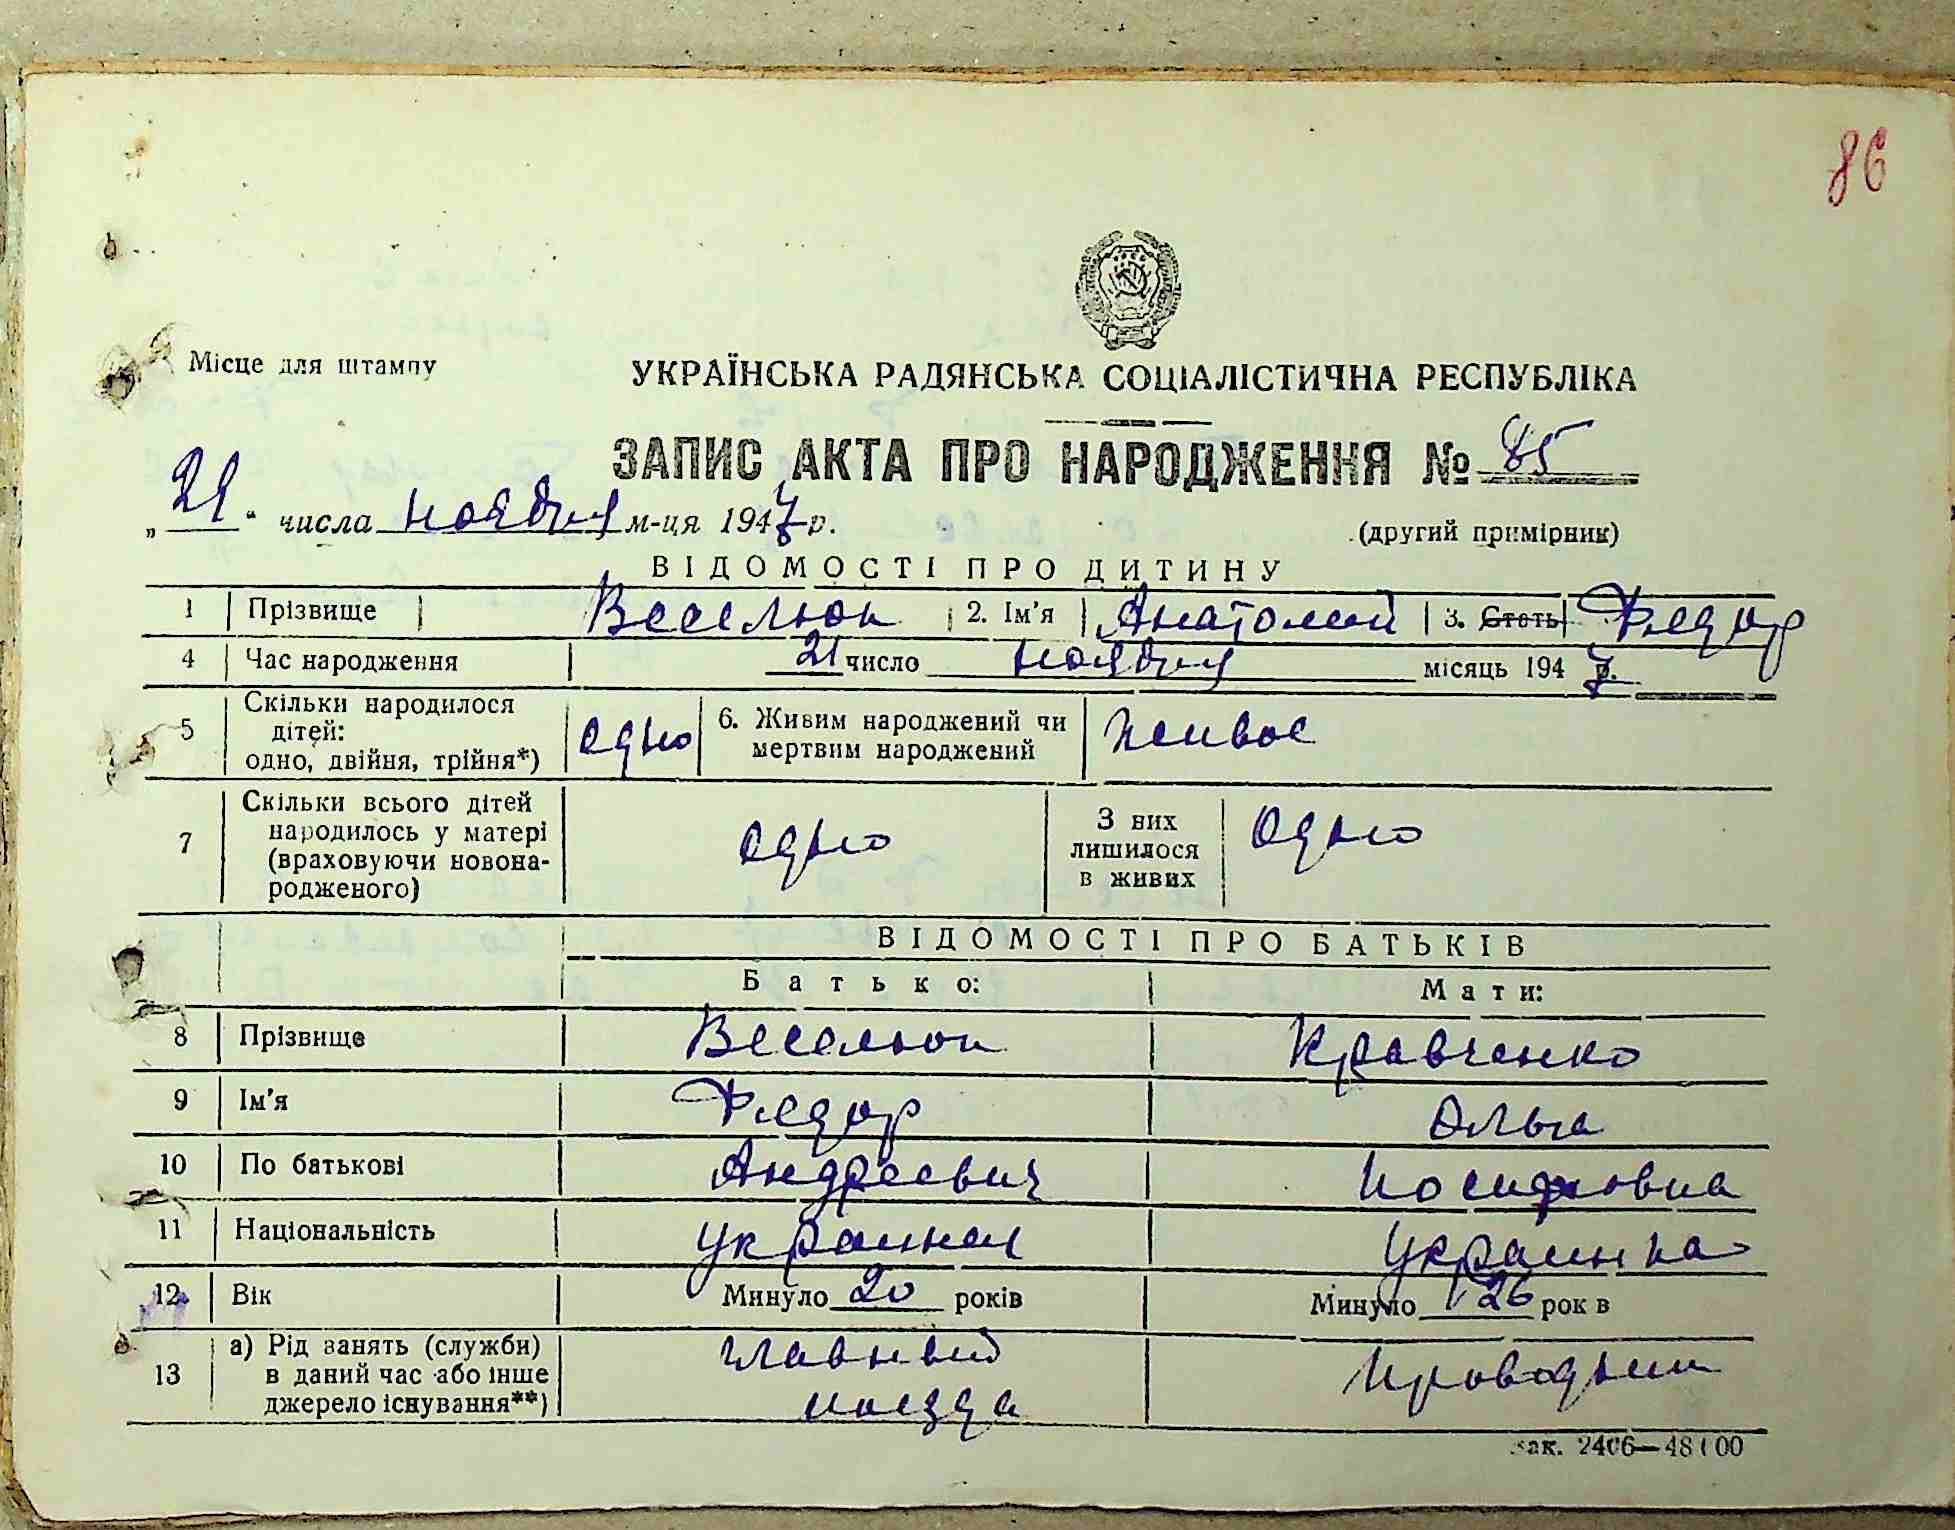 86
Місце для штампу
УКРАЇНСЬКА РАДЯНСЬКА СОЦІАЛІСТИЧНА РЕСПУБЛІКА
ЗАПИС АКТА ПРО НАРОДЖЕННЯ № 85
„21“ числа ноября м-ця 1947 р.
(другий примірник)
ВІДОМОСТІ ПРО ДИТИНУ
1 Прізвище Веселюк 2. Ім'я Анатолий 3. Стать Федор
4 Час народження 21 число ноября місяць 1947 р.
5 Скільки народилося дітей: одно, двійня, трійня*) одно 6. Живим народжений чи мертвим народжений живое
7 Скільки всього дітей народилось у матері (враховуючи новонародженого) одно З них лишилося в живих одно
ВІДОМОСТІ ПРО БАТЬКІВ
Батько: Мати:
8 Прізвище Веселюк Кравченко
9 Ім'я Федор Ольга
10 По батькові Андреевич Иосифовна
11 Національність украинец украинка
12 Вік Минуло 20 років Минуло 26 рок в
13 а) Рід занять (служби) в даний час або інше джерело існування**) главный поезда Проводник
зак. 2406—48100